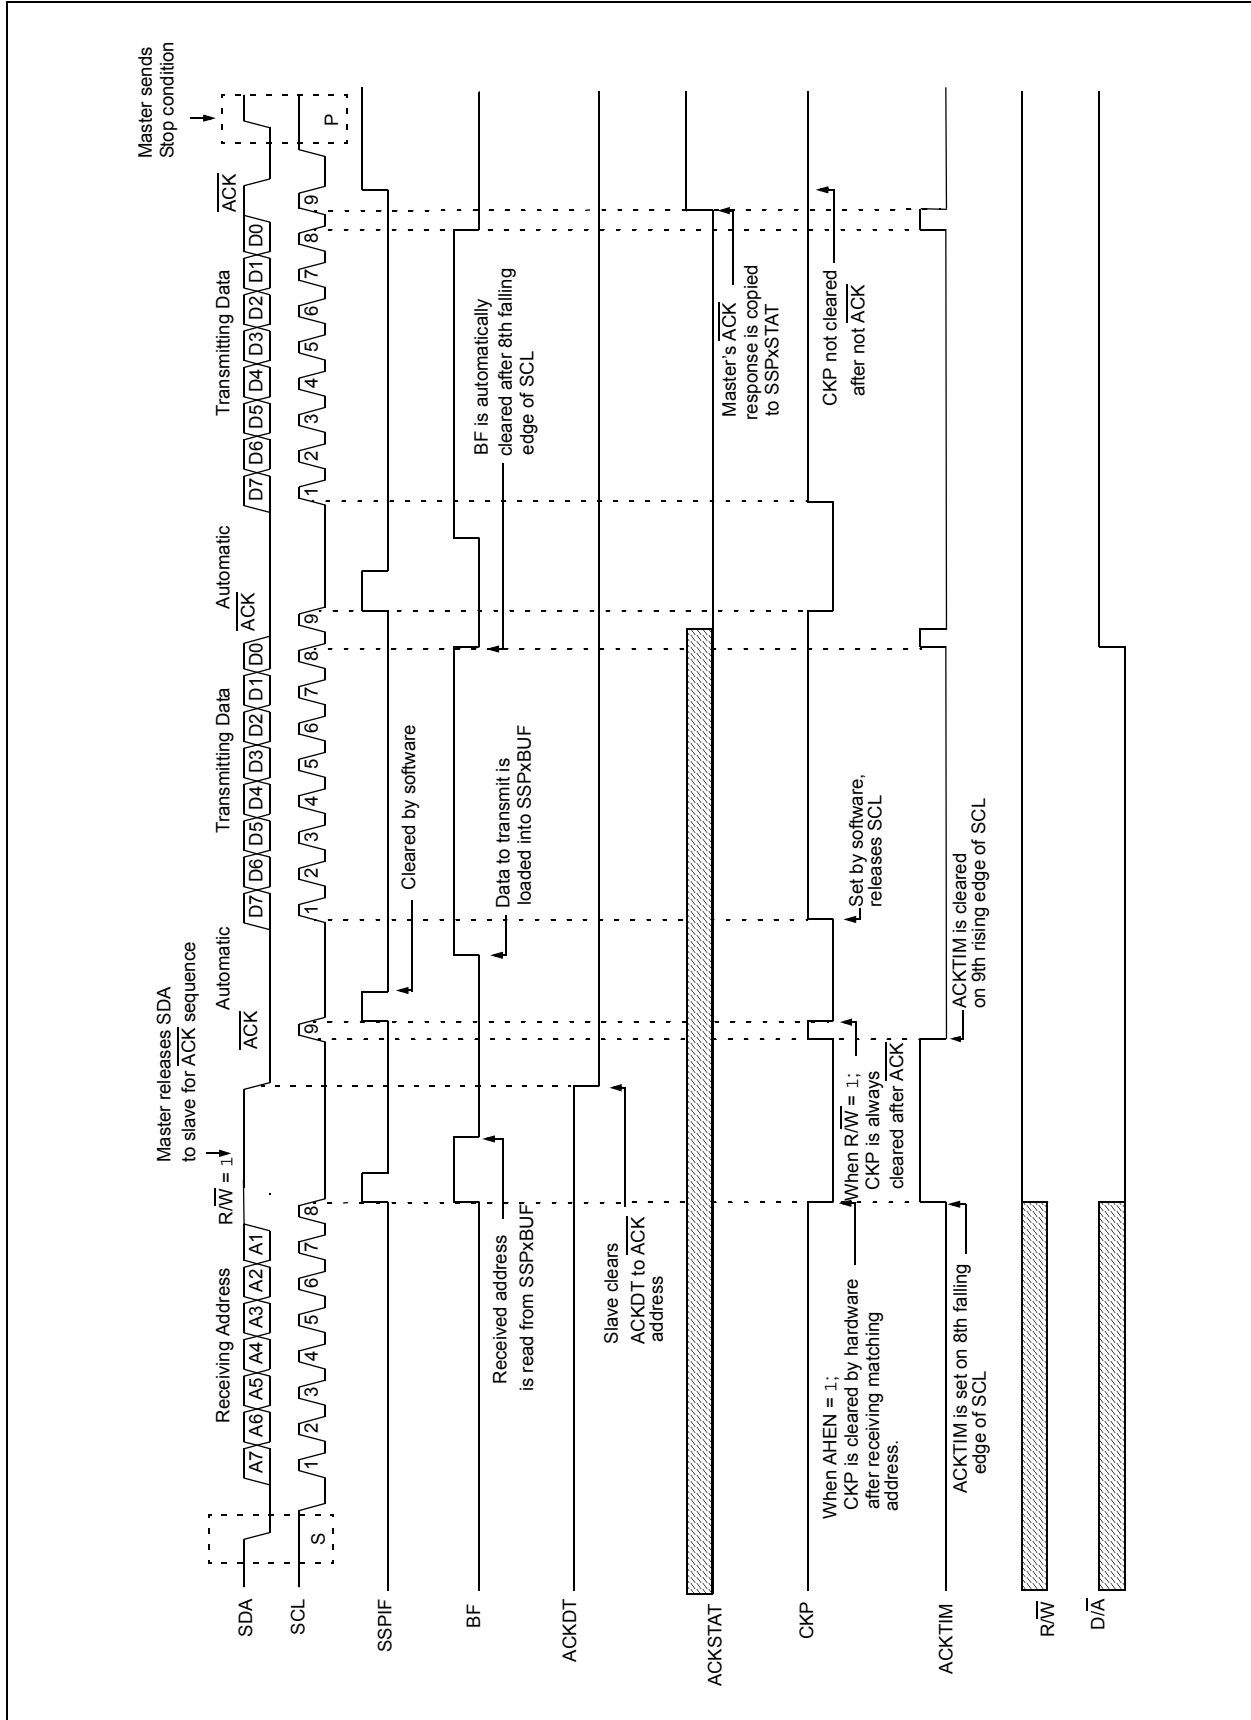 Master releases SDA
to slave for ACK sequence
Master sends
Stop condition
Receiving Address
R/W = 1
Automatic
ACK
Transmitting Data
Automatic
ACK
Transmitting Data
ACK
SDA
A7 A6 A5 A4 A3 A2 A1
D7 D6 D5 D4 D3 D2 D1 D0
D7 D6 D5 D4 D3 D2 D1 D0
SCL
1 2 3 4 5 6 7 8 9
1 2 3 4 5 6 7 8 9
1 2 3 4 5 6 7 8 9
S
P
SSPIF
Cleared by software
BF
Received address
is read from SSPxBUF
Data to transmit is
loaded into SSPxBUF
BF is automatically
cleared after 8th falling
edge of SCL
ACKDT
Slave clears
ACKDT to ACK
address
ACKSTAT
Master's ACK
response is copied
to SSPxSTAT
CKP
When AHEN = 1;
CKP is cleared by hardware
after receiving matching
address.
When R/W = 1;
CKP is always
cleared after ACK
Set by software,
releases SCL
CKP not cleared
after not ACK
ACKTIM
ACKTIM is set on 8th falling
edge of SCL
ACKTIM is cleared
on 9th rising edge of SCL
R/W
D/A